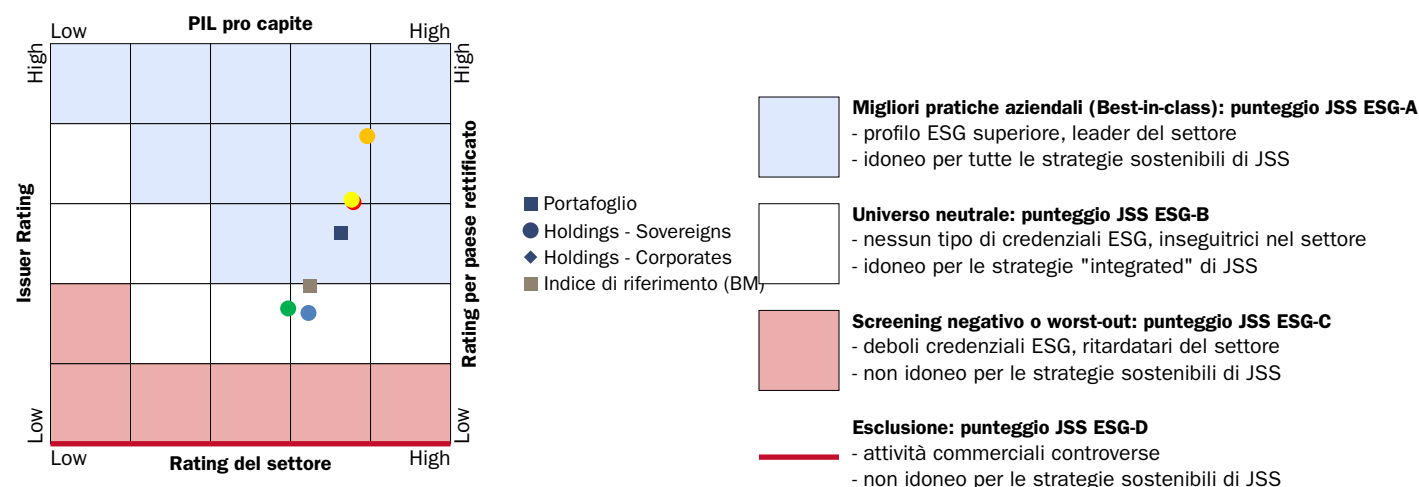 PIL pro capite
Low
High
High
High
Issuer Rating
Rating per paese rettificato
Low
Low
Low
High
Rating del settore
Portafoglio
Holdings - Sovereigns
Holdings - Corporates
Indice di riferimento (BM)
Migliori pratiche aziendali (Best-in-class): punteggio JSS ESG-A
- profilo ESG superiore, leader del settore
- idoneo per tutte le strategie sostenibili di JSS
Universo neutrale: punteggio JSS ESG-B
- nessun tipo di credenziali ESG, inseguitrici nel settore
- idoneo per le strategie "integrated" di JSS
Screening negativo o worst-out: punteggio JSS ESG-C
- deboli credenziali ESG, ritardatari del settore
- non idoneo per le strategie sostenibili di JSS
Esclusione: punteggio JSS ESG-D
- attività commerciali controverse
- non idoneo per le strategie sostenibili di JSS